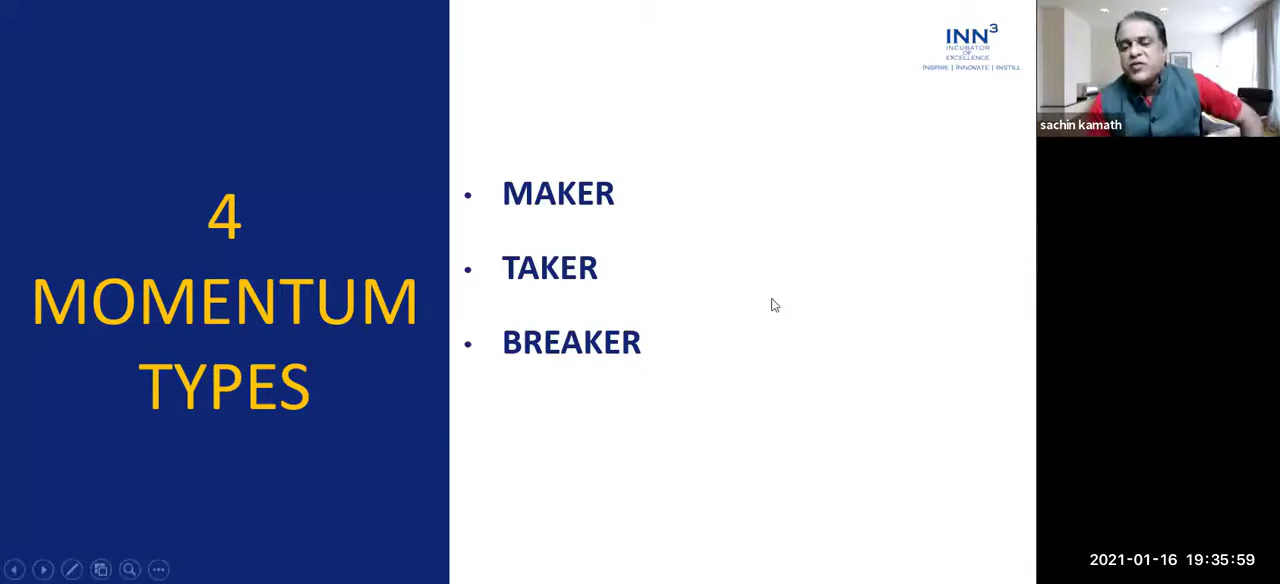 4
MOMENTUM
TYPES
• MAKER
• TAKER
• BREAKER
INN³
INCUBATOR
OF
EXCELLENCE
INSPIRE | INNOVATE | INSTILL
sachin kamath
2021-01-16 19:35:59